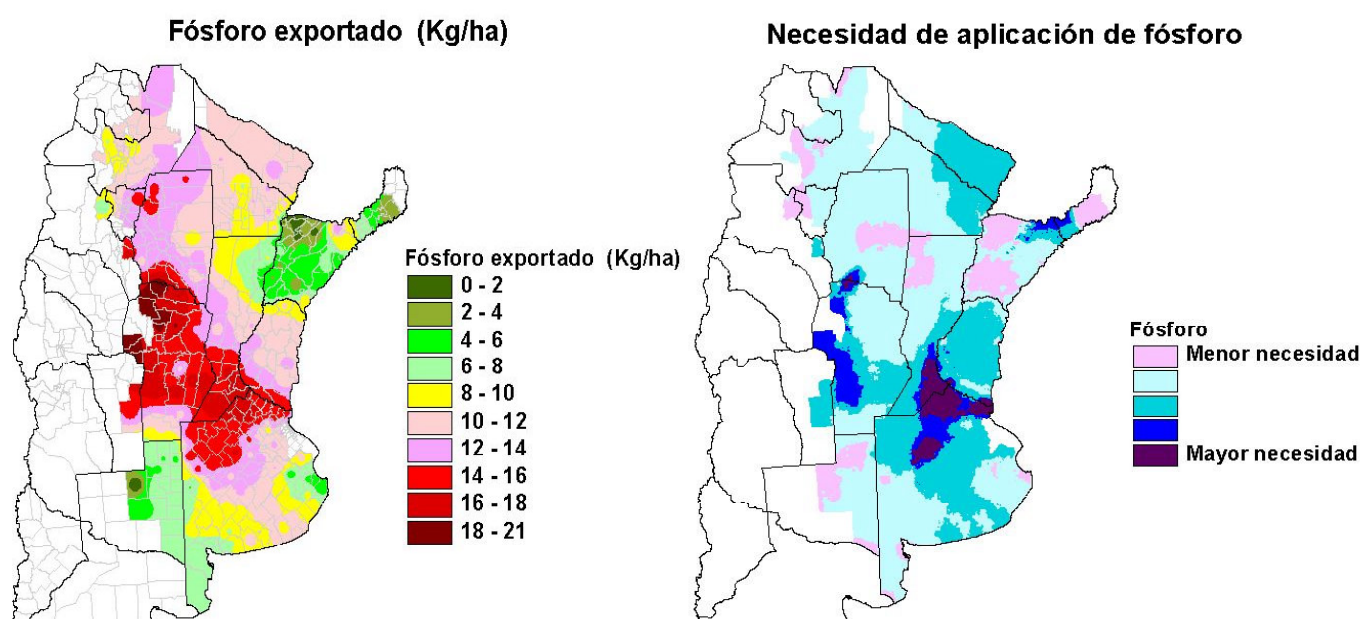 Fósforo exportado (Kg/ha)
Necesidad de aplicación de fósforo
Fósforo exportado (Kg/ha)
0 - 2
2 - 4
4 - 6
6 - 8
8 - 10
10 - 12
12 - 14
14 - 16
16 - 18
18 - 21
Fósforo
Menor necesidad
Mayor necesidad